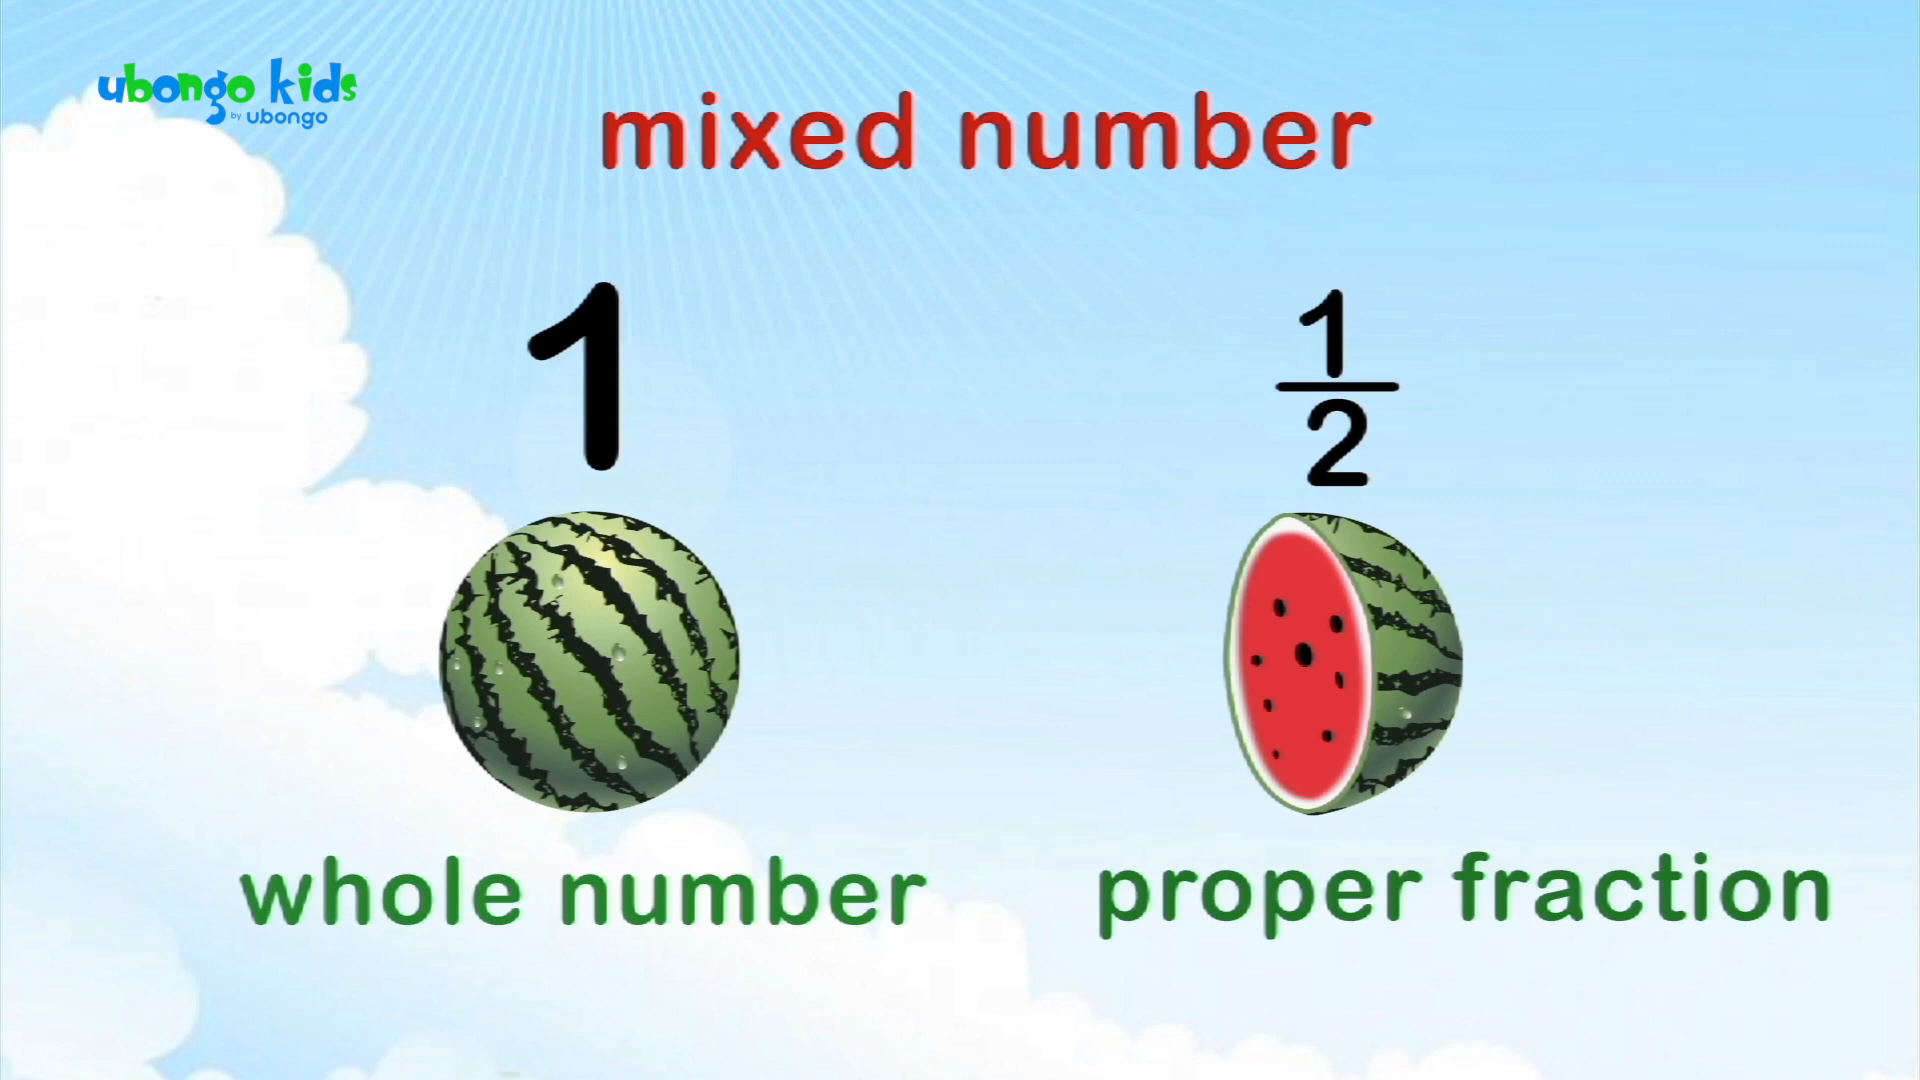 ubongo kids
by ubongo
mixed number
1
1
2
whole number
proper fraction